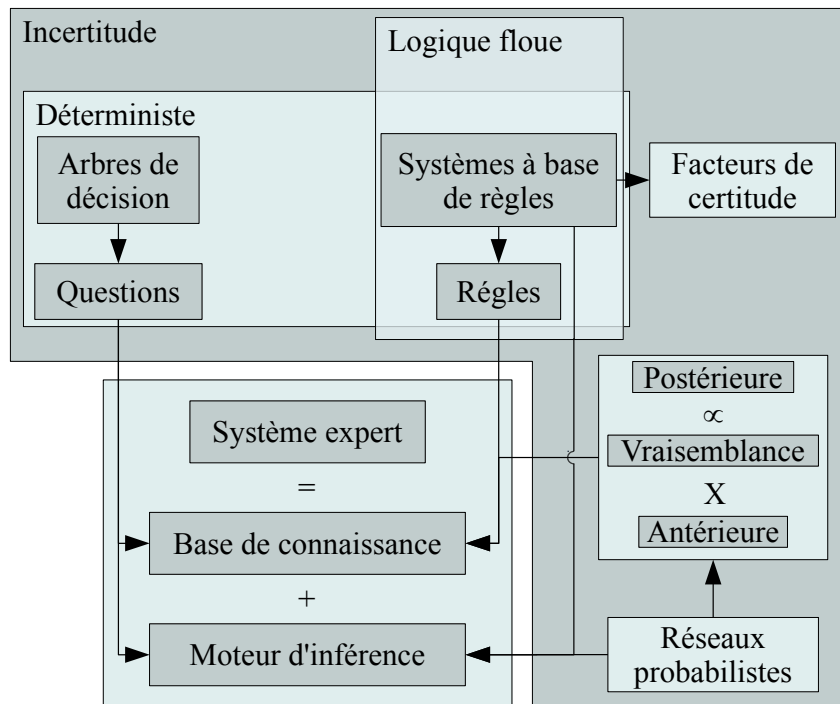 Incertitude
Logique floue
Déterministe
Arbres de
décision
Systèmes à base
de règles
Facteurs de
certitude
Questions
Régles
Postérieure
∝
Vraisemblance
X
Antérieure
Système expert
=
Base de connaissance
+
Moteur d'inférence
Réseaux
probabilistes